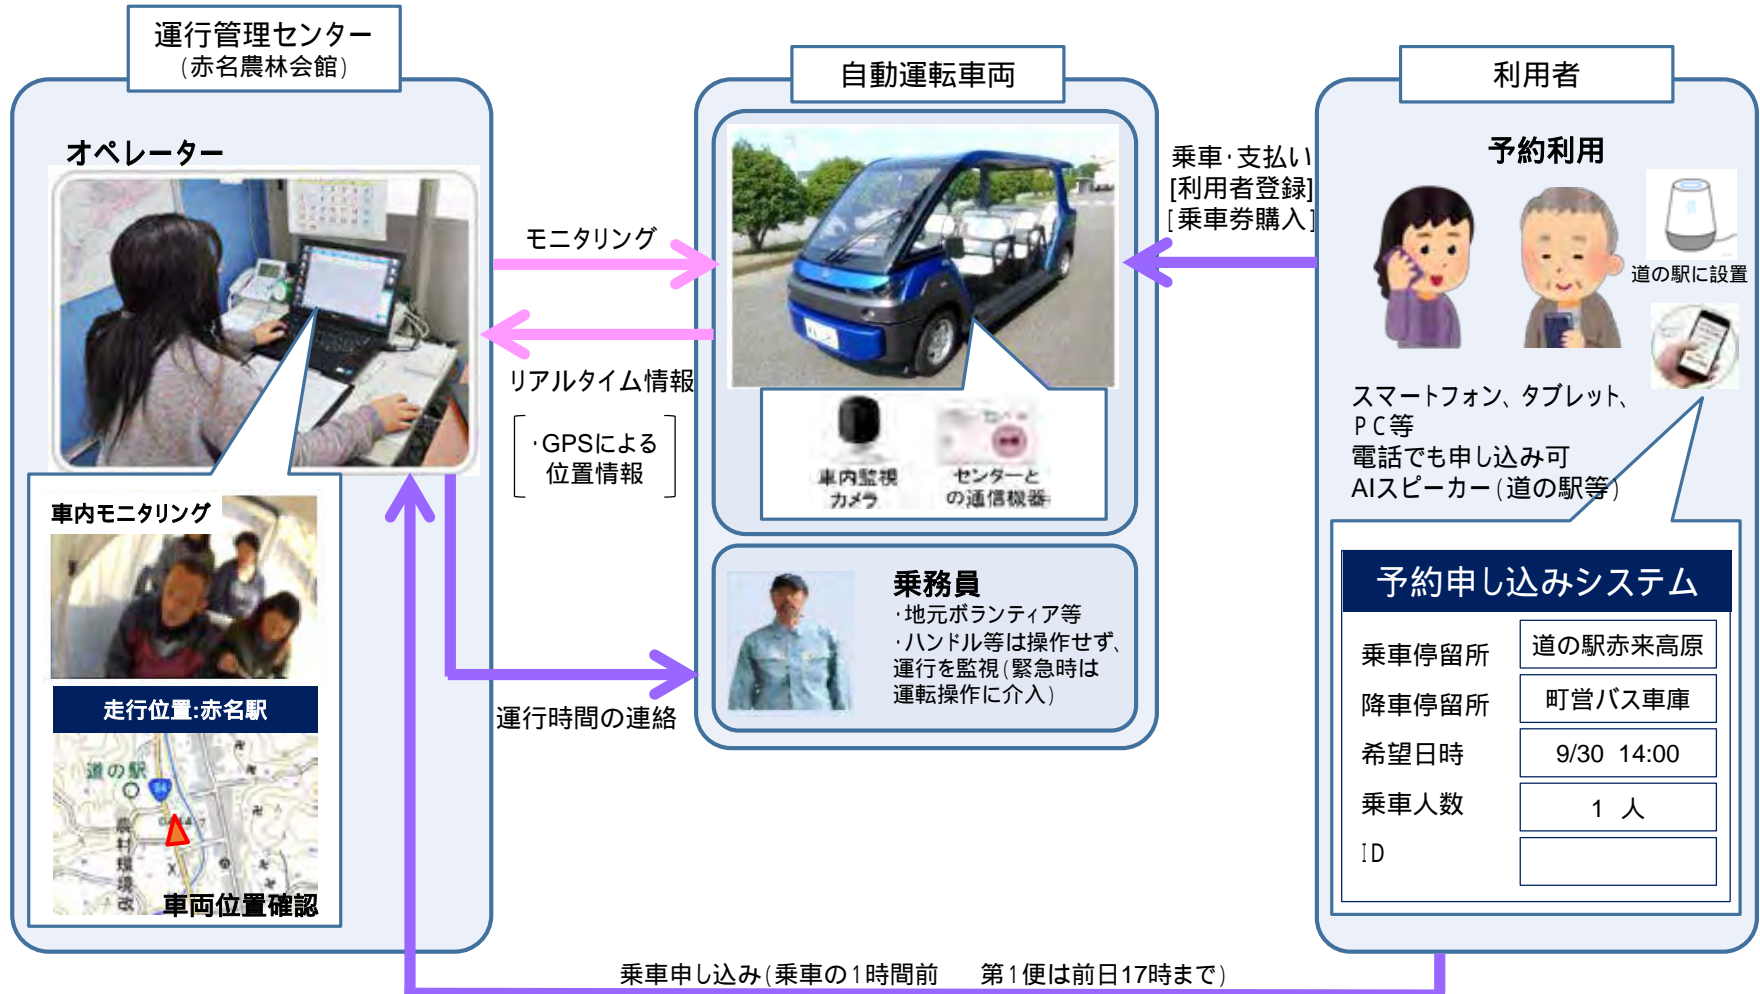 運行管理センター
(赤名農林会館)
オペレーター
車内モニタリング
走行位置:赤名駅
道の駅
54
農村環境改
車両位置確認
モニタリング
リアルタイム情報
・GPSによる
位置情報
運行時間の連絡
自動運転車両
車内監視
カメラ
センターと
の通信機器
乗務員
・地元ボランティア等
・ハンドル等は操作せず、
運行を監視(緊急時は
運転操作に介入)
乗車・支払い
[利用者登録]
[乗車券購入]
利用者
予約利用
道の駅に設置
スマートフォン、タブレット、
PC等
電話でも申し込み可
AIスピーカー(道の駅等)
予約申し込みシステム
乗車停留所 道の駅赤来高原
降車停留所 町営バス車庫
希望日時 9/30 14:00
乗車人数 1 人
ID
乗車申し込み(乗車の1時間前 第1便は前日17時まで)